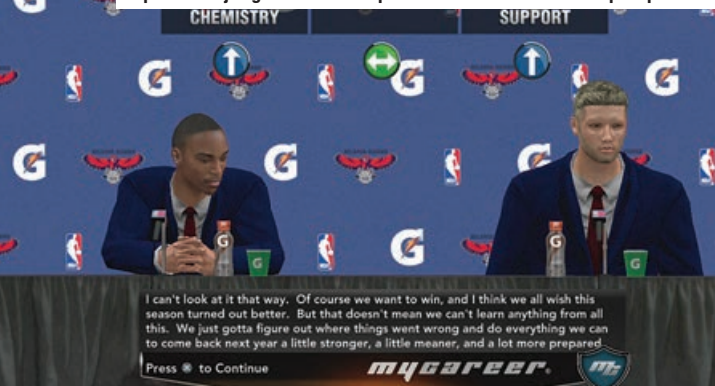 CHEMISTRY
SUPPORT
I can't look at it that way. Of course we want to win, and I think we all wish this
season turned out better. But that doesn't mean we can't learn anything from all
this. We just gotta figure out where things went wrong and do everything we can
to come back next year a little stronger, a little meaner, and a lot more prepared
Press ⊗ to Continue
mycareer.